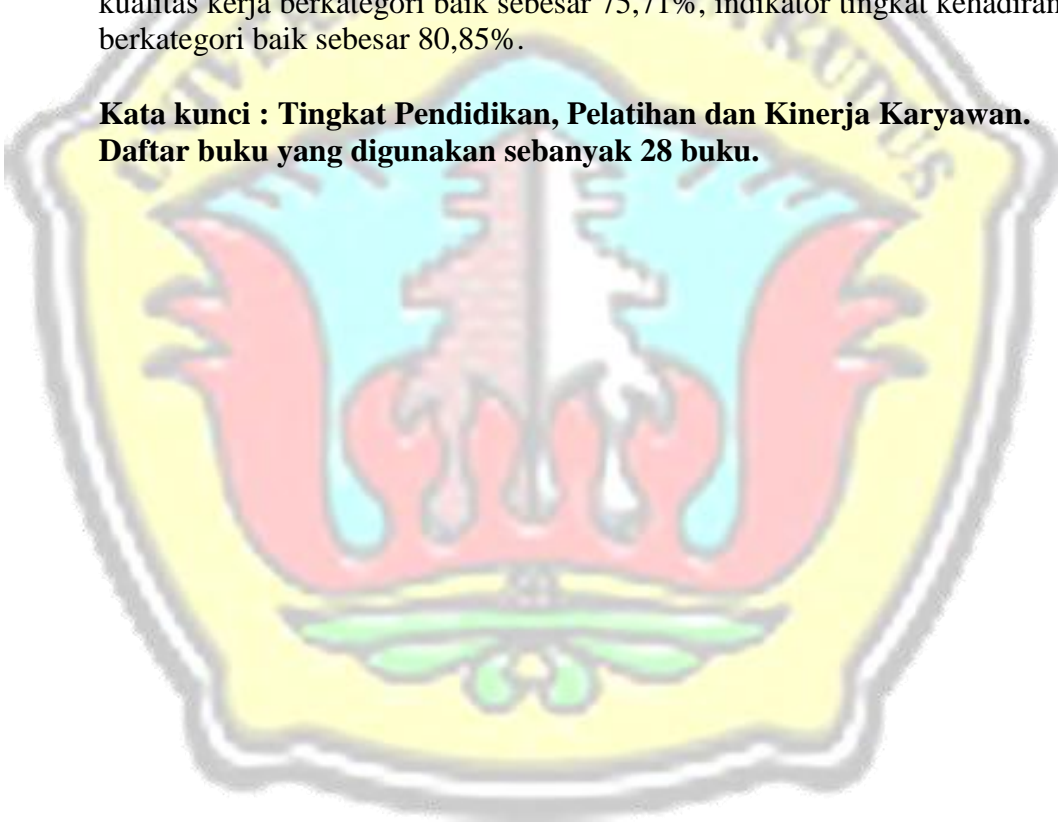 kualitas kerja berkategori baik sebesar 75,71%, indikator tingkat kehadiran
berkategori baik sebesar 80,85%.
Kata kunci : Tingkat Pendidikan, Pelatihan dan Kinerja Karyawan.
Daftar buku yang digunakan sebanyak 28 buku.
KUDUS